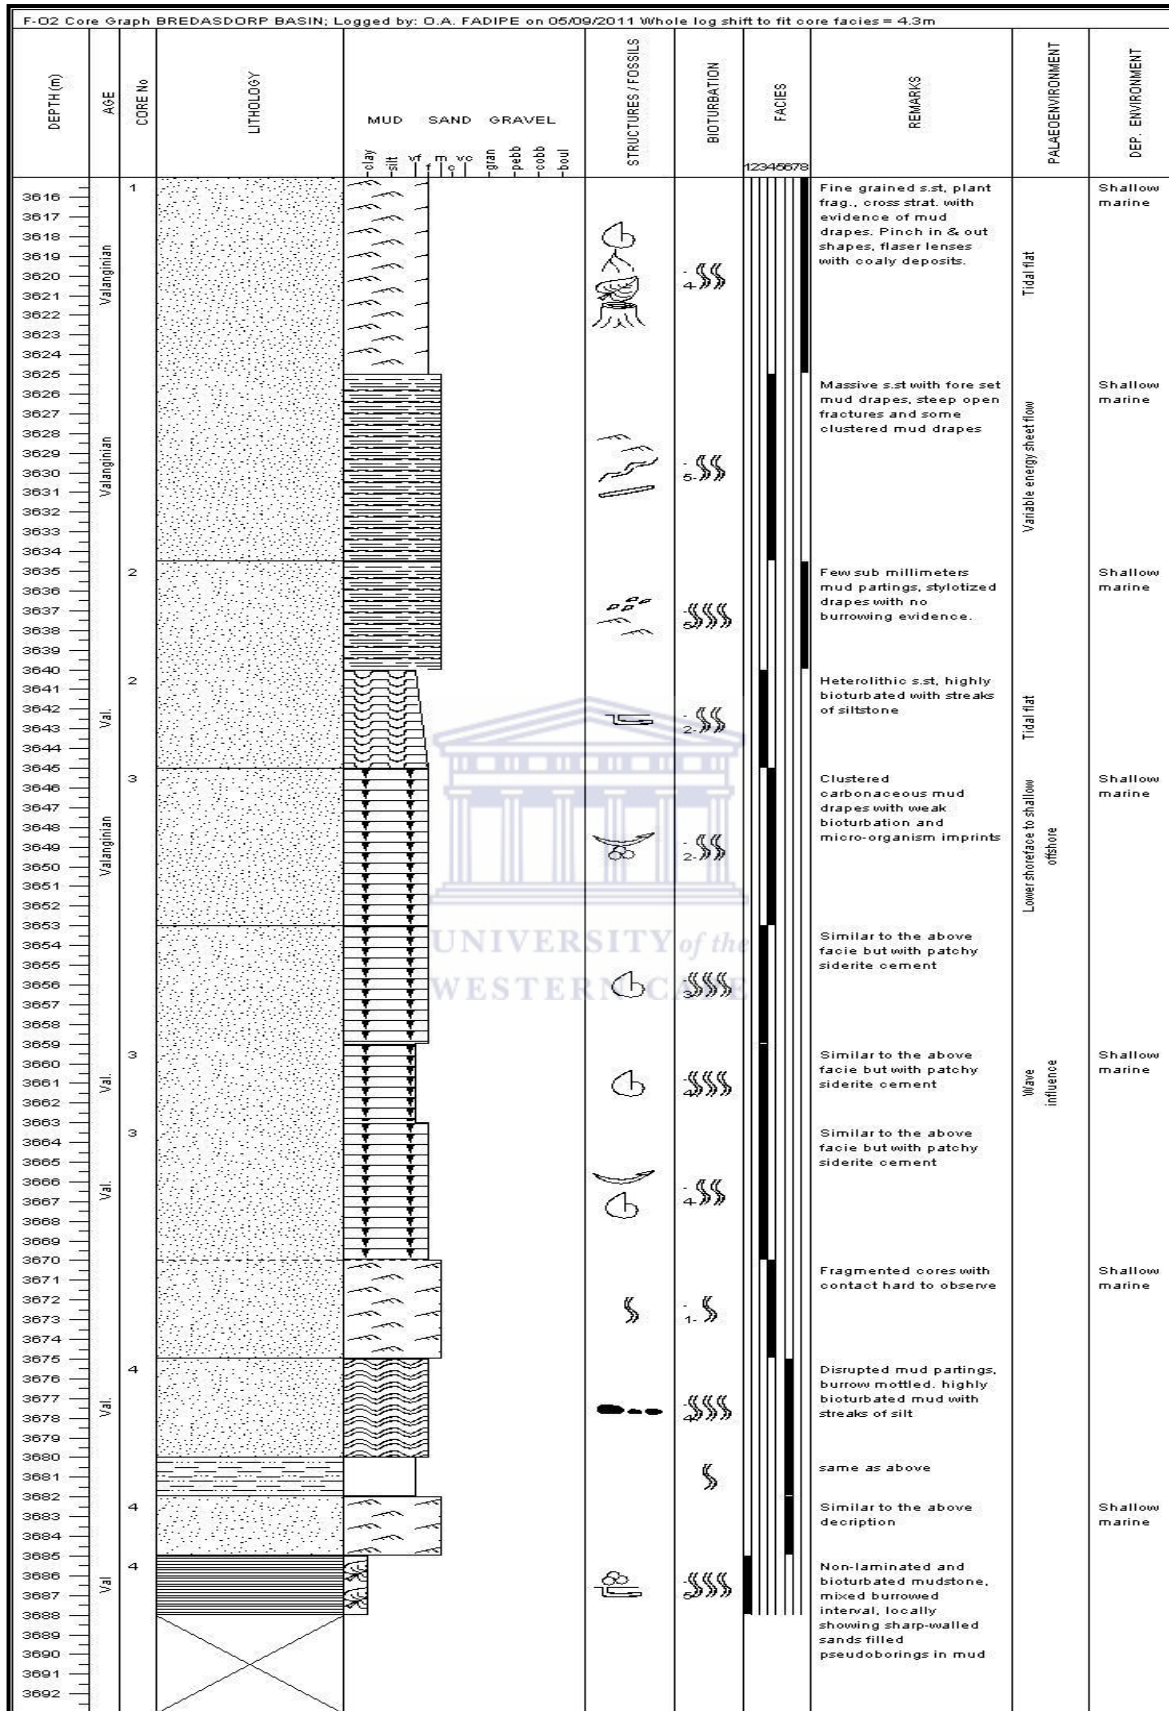 F-O2 Core Graph BREDASDORP BASIN; Logged by: O.A. FADIPE on 05/09/2011 Whole log shift to fit core facies = 4.3m
DEPTH (m)
AGE
CORE No
LITHOLOGY
MUD SAND GRAVEL
clay
silt
vf
f
m
c
vc
gran
pebb
cobb
boul
STRUCTURES / FOSSILS
BIOTURBATION
FACIES
12345678
REMARKS
PALAEOENVIRONMENT
DEP. ENVIRONMENT
3616
3617
3618
3619
3620
3621
3622
3623
3624
3625
3626
3627
3628
3629
3630
3631
3632
3633
3634
3635
3636
3637
3638
3639
3640
3641
3642
3643
3644
3645
3646
3647
3648
3649
3650
3651
3652
3653
3654
3655
3656
3657
3658
3659
3660
3661
3662
3663
3664
3665
3666
3667
3668
3669
3670
3671
3672
3673
3674
3675
3676
3677
3678
3679
3680
3681
3682
3683
3684
3685
3686
3687
3688
3689
3690
3691
3692
Valanginian
Valanginian
Val.
Valanginian
Val.
Val.
Val.
Val
1
2
2
3
3
3
4
4
4
4
5-
5
2-
2-
3
4
4
1-
4
5
Fine grained s.st, plant
frag., cross strat. with
evidence of mud
drapes. Pinch in & out
shapes, flaser lenses
with coaly deposits.
Massive s.st with fore set
mud drapes, steep open
fractures and some
clustered mud drapes
Few sub millimeters
mud partings, stylotized
drapes with no
burrowing evidence.
Heterolithic s.st, highly
bioturbated with streaks
of siltstone
Clustered
carbonaceous mud
drapes with weak
bioturbation and
micro-organism imprints
Similar to the above
facie but with patchy
siderite cement
Similar to the above
facie but with patchy
siderite cement
Similar to the above
facie but with patchy
siderite cement
Fragmented cores with
contact hard to observe
Disrupted mud partings,
burrow mottled. highly
bioturbated mud with
streaks of silt
same as above
Similar to the above
decription
Non-laminated and
bioturbated mudstone,
mixed burrowed
interval, locally
showing sharp-walled
sands filled
pseudoborings in mud
Tidal flat
Variable energy sheet flow
Tidal flat
Lower shoreface to shallow
offshore
Wave
influence
Shallow
marine
Shallow
marine
Shallow
marine
Shallow
marine
Shallow
marine
Shallow
marine
Shallow
marine
UNIVERSITY of the
WESTERN CAPE